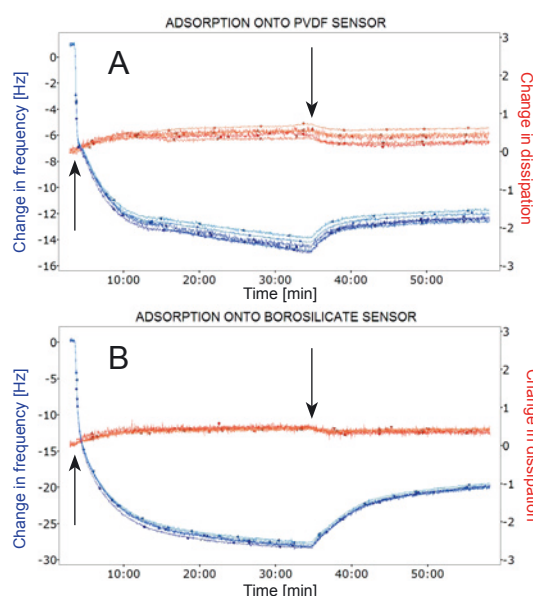 ADSORPTION ONTO PVDF SENSOR
A
Change in frequency [Hz]
0
-2
-4
-6
-8
-10
-12
-14
-16
3
2
1
0
-1
-2
-3
Change in dissipation
10:00 20:00 30:00 40:00 50:00
Time [min]
ADSORPTION ONTO BOROSILICATE SENSOR
B
Change in frequency [Hz]
0
-5
-10
-15
-20
-25
-30
3
2
1
0
-1
-2
-3
Change in dissipation
10:00 20:00 30:00 40:00 50:00
Time [min]